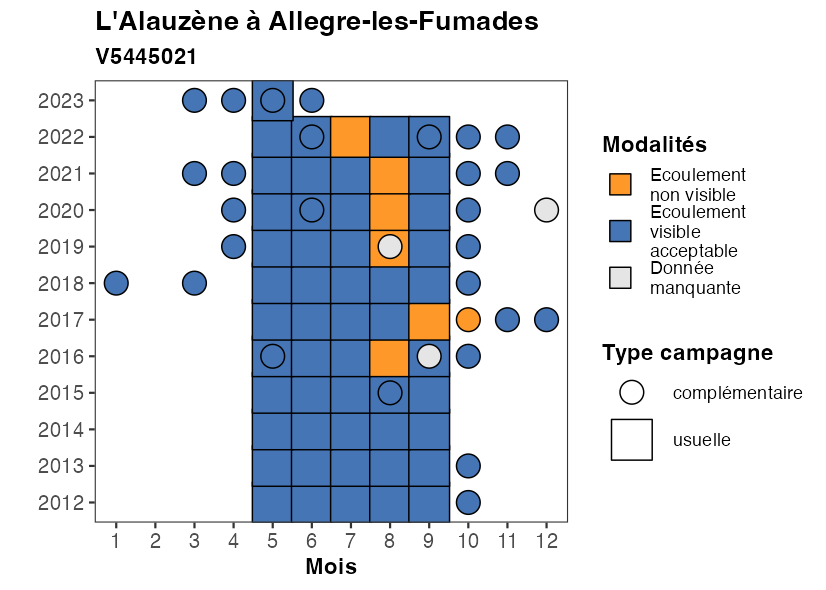 L'Alauzène à Allegre-les-Fumades
V5445021
2023
2022
2021
2020
2019
2018
2017
2016
2015
2014
2013
2012
1 2 3 4 5 6 7 8 9 10 11 12
Mois
Modalités
Ecoulement
non visible
Ecoulement
visible
acceptable
Donnée
manquante
Type campagne
complémentaire
usuelle